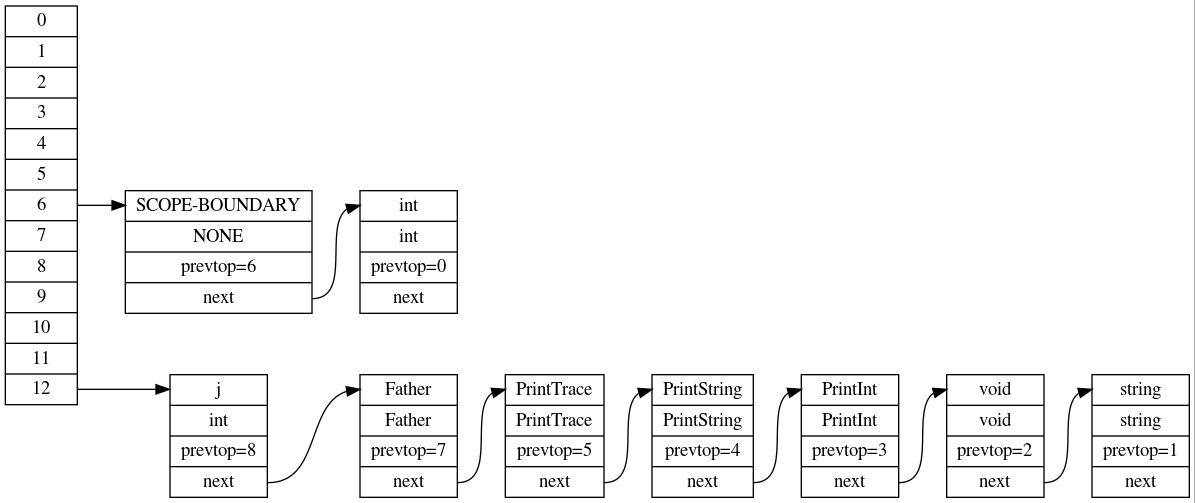 0
1
2
3
4
5
6
7
8
9
10
11
12
SCOPE-BOUNDARY
NONE
prevtop=6
next
int
int
prevtop=0
next
j
int
prevtop=8
next
Father
Father
prevtop=7
next
PrintTrace
PrintTrace
prevtop=5
next
PrintString
PrintString
prevtop=4
next
PrintInt
PrintInt
prevtop=3
next
void
void
prevtop=2
next
string
string
prevtop=1
next